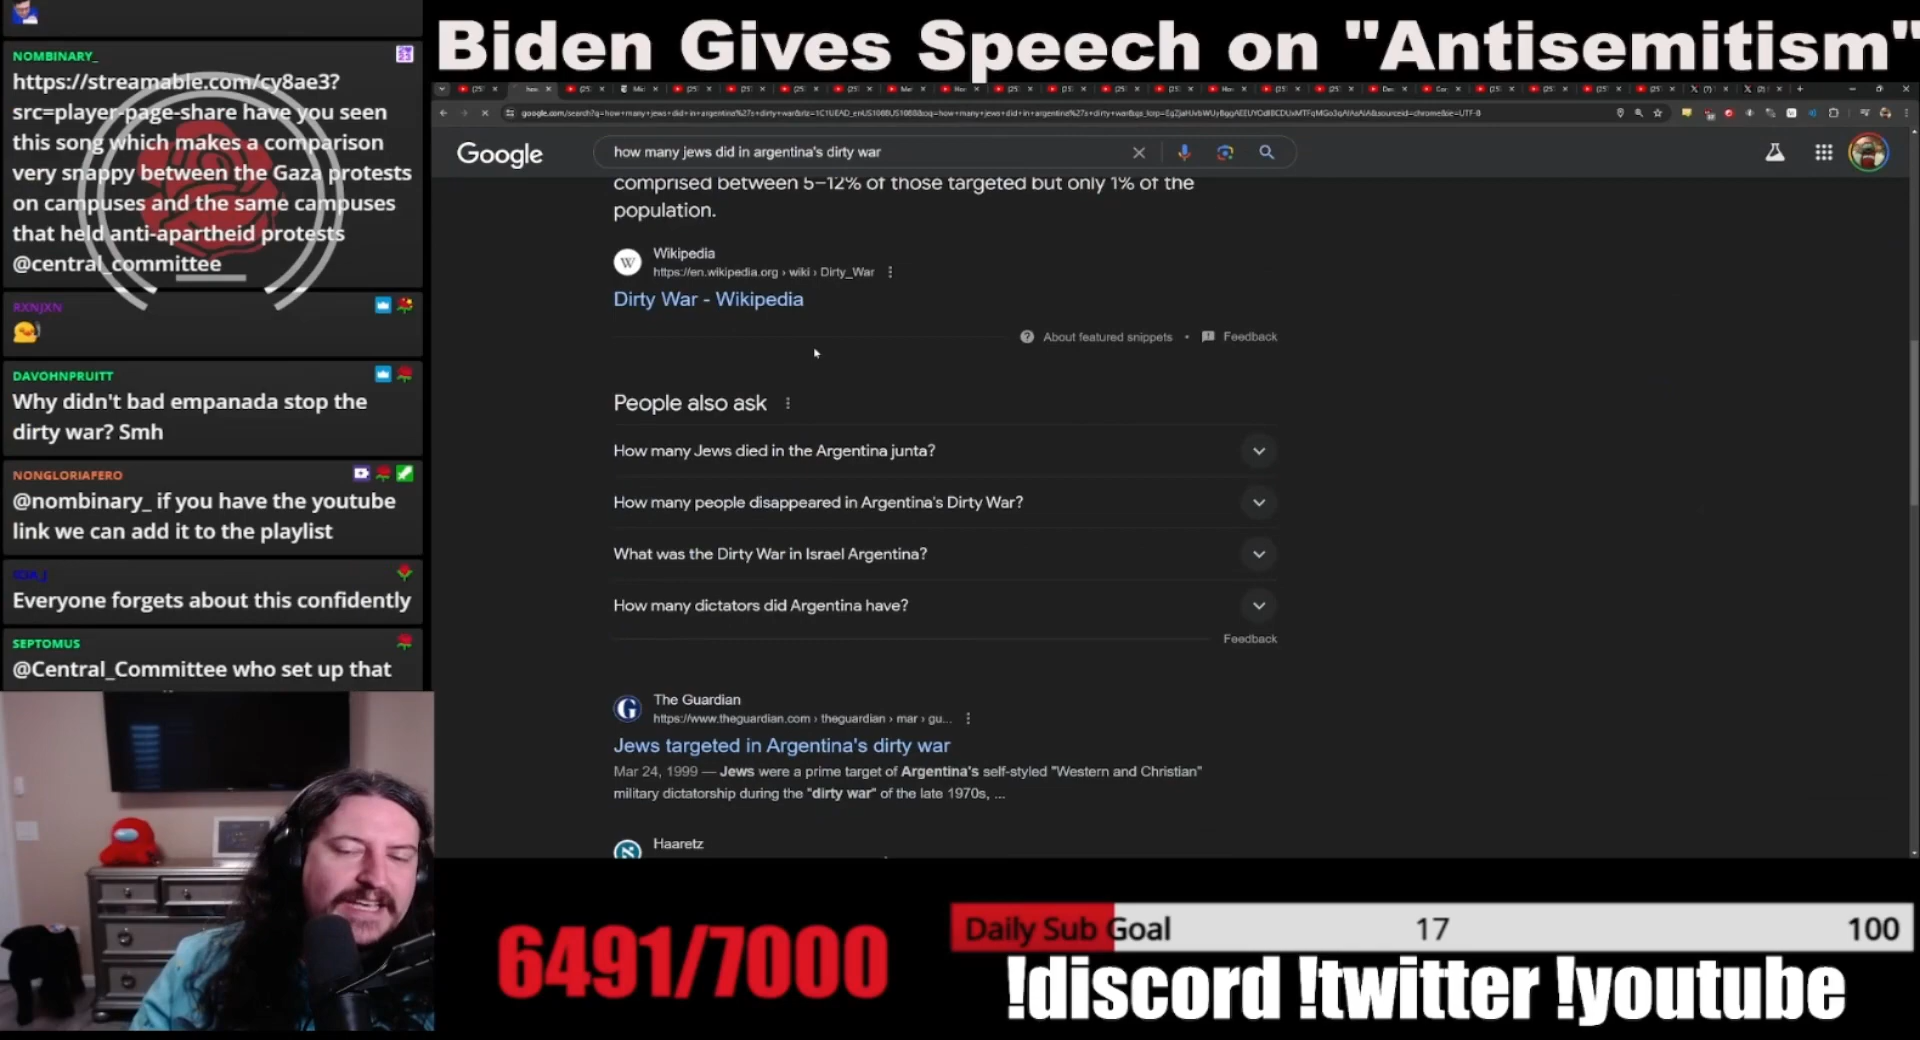 Biden Gives Speech on "Antisemitism"
NOMBINARY_
https://streamable.com/cy8ae3?
src=player-page-share have you seen
this song which makes a comparison
very snappy between the Gaza protests
on campuses and the same campuses
that held anti-apartheid protests
@central_committee
RXNJXN
DAVOHNPRUITT
Why didn't bad empanada stop the
dirty war? Smh
NONGLORIAFERO
@nombinary_ if you have the youtube
link we can add it to the playlist
Everyone forgets about this confidently
SEPTOMUS
@Central_Committee who set up that
Google
how many jews did in argentina's dirty war
comprised between 5–12% of those targeted but only 1% of the
population.
W
Wikipedia
https://en.wikipedia.org › wiki › Dirty_War
Dirty War - Wikipedia
About featured snippets • Feedback
People also ask
How many Jews died in the Argentina junta?
How many people disappeared in Argentina's Dirty War?
What was the Dirty War in Israel Argentina?
How many dictators did Argentina have?
Feedback
G
The Guardian
https://www.theguardian.com › theguardian › mar › gu...
Jews targeted in Argentina's dirty war
Mar 24, 1999 — Jews were a prime target of Argentina's self-styled "Western and Christian"
military dictatorship during the "dirty war" of the late 1970s, ...
Haaretz
6491/7000
Daily Sub Goal 17 100
!discord !twitter !youtube